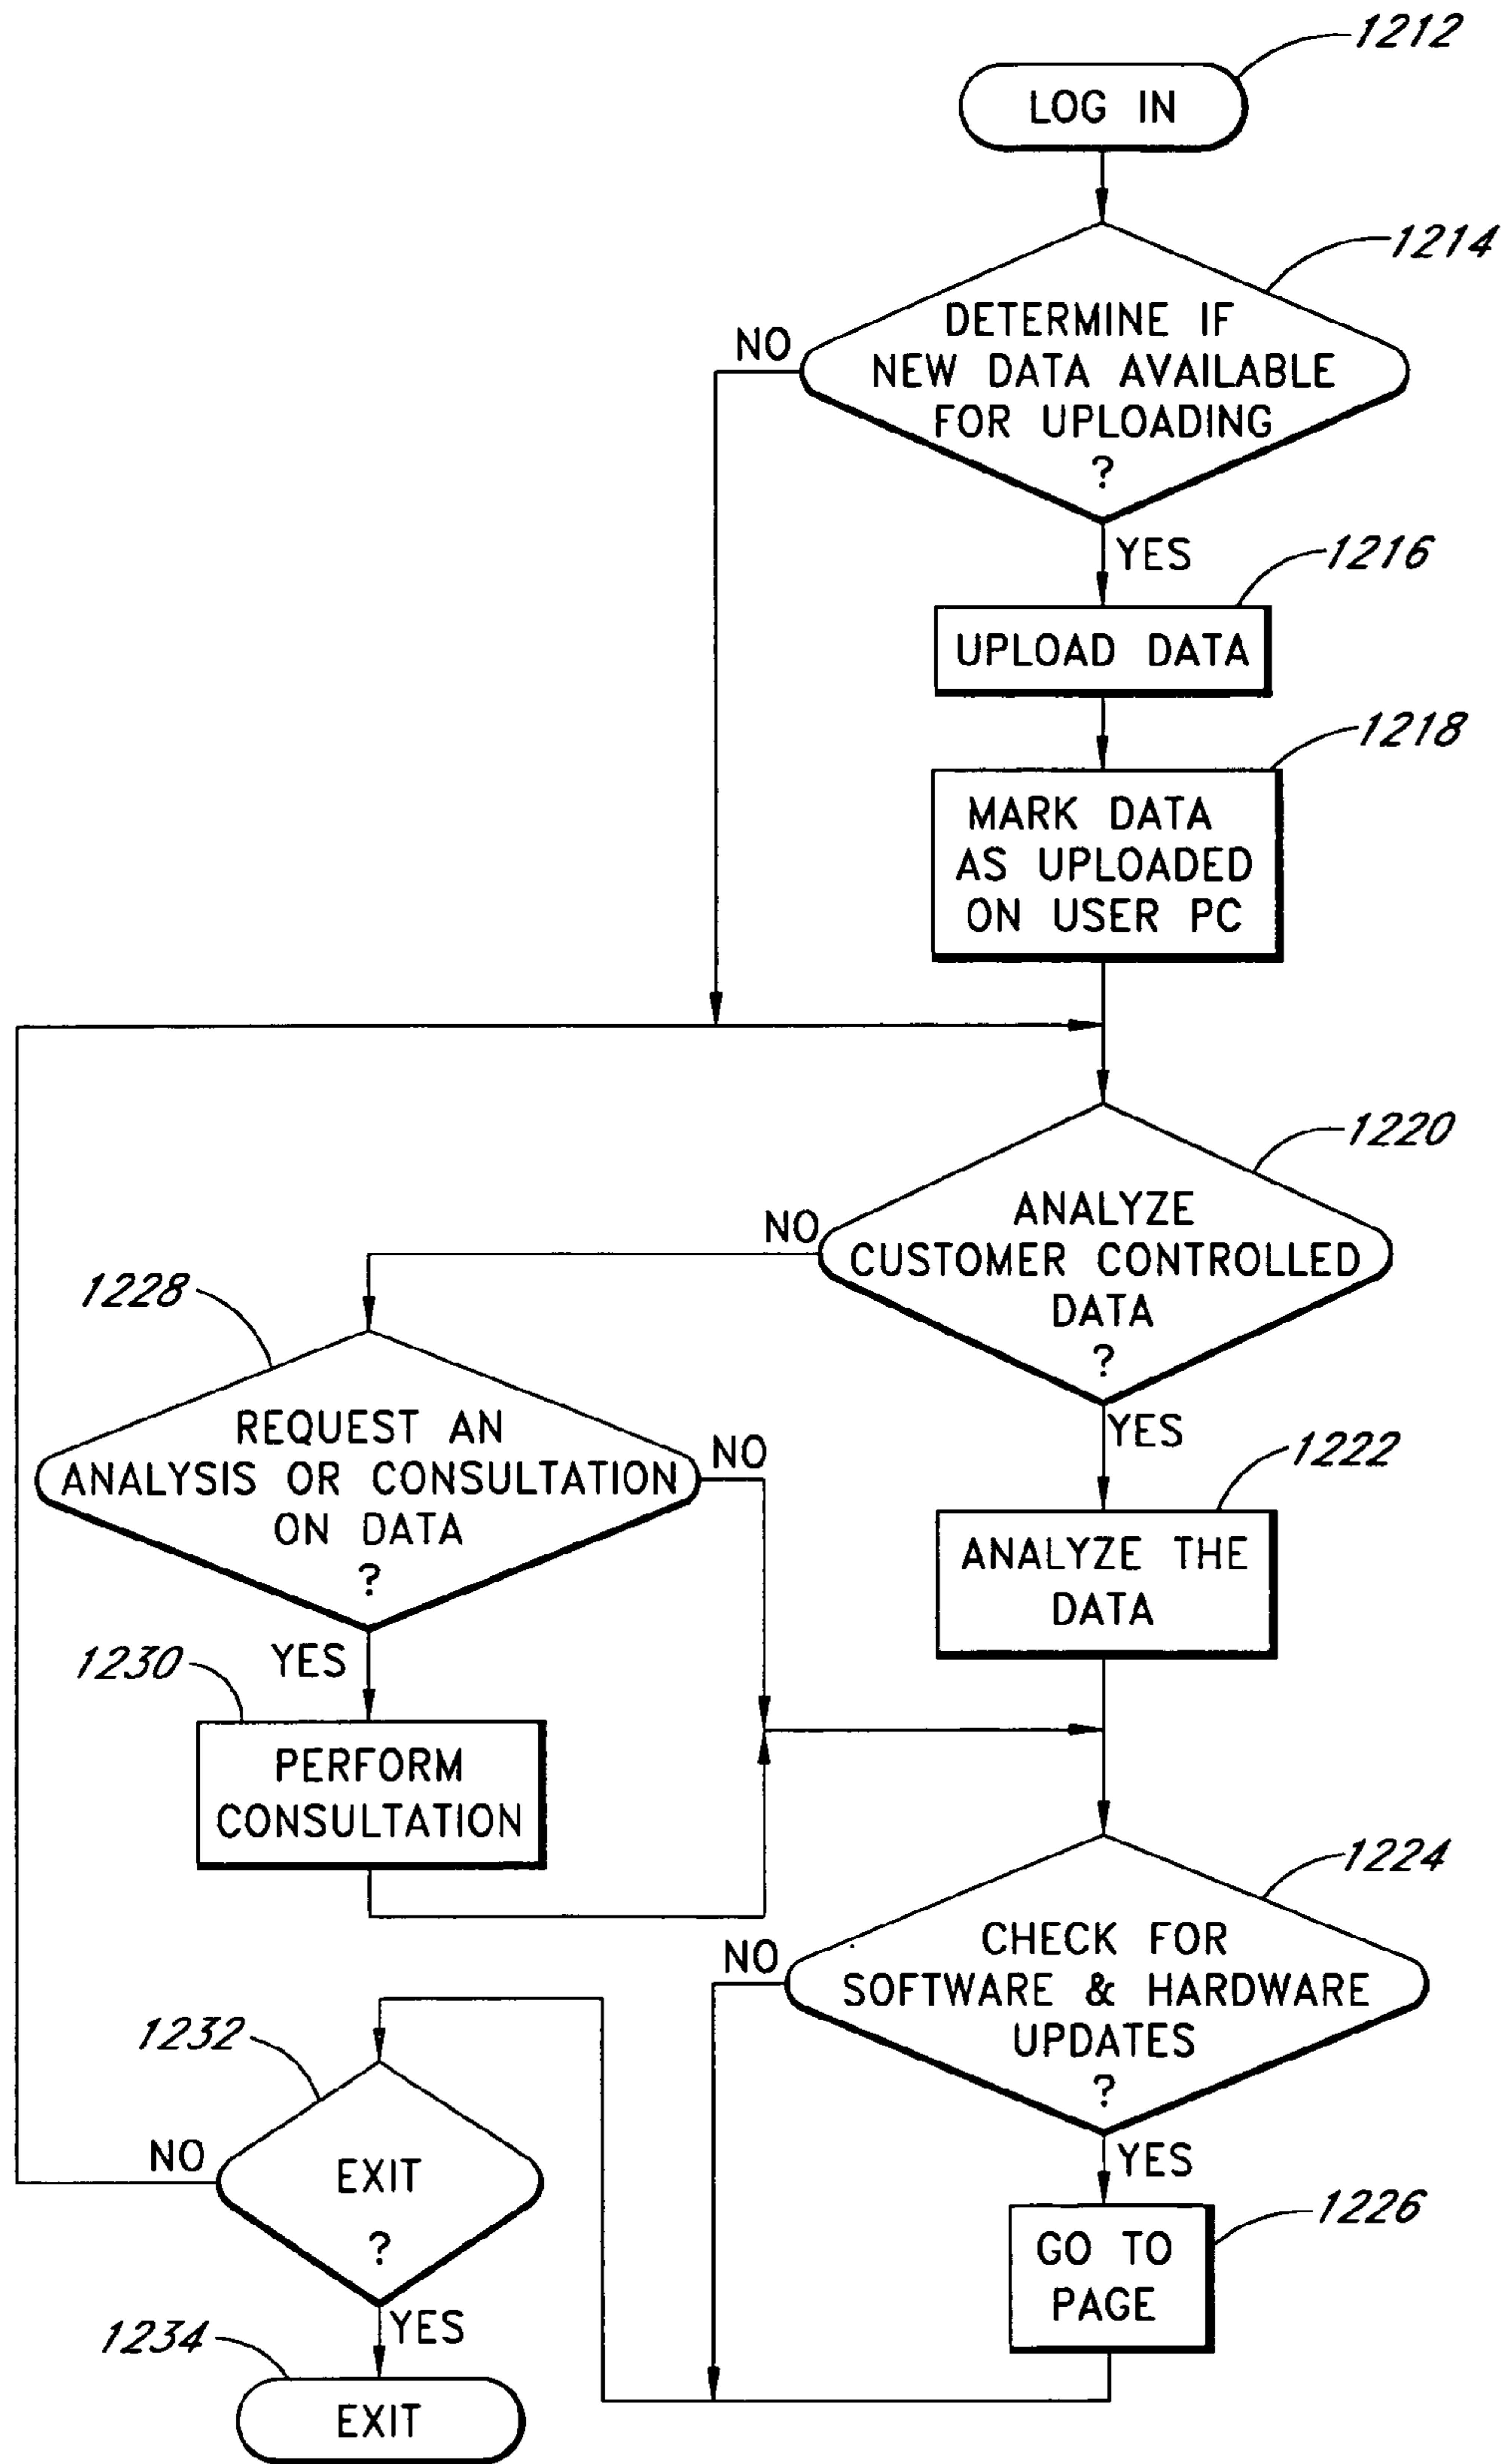 1212
LOG IN
1214
DETERMINE IF
NEW DATA AVAILABLE
FOR UPLOADING
?
NO
YES
1216
UPLOAD DATA
1218
MARK DATA
AS UPLOADED
ON USER PC
1220
ANALYZE
CUSTOMER CONTROLLED
DATA
?
NO
YES
1228
REQUEST AN
ANALYSIS OR CONSULTATION
ON DATA
?
NO
YES
1222
ANALYZE THE
DATA
1230
PERFORM
CONSULTATION
1224
CHECK FOR
SOFTWARE & HARDWARE
UPDATES
?
NO
YES
1226
GO TO
PAGE
1232
EXIT
?
NO
YES
1234
EXIT